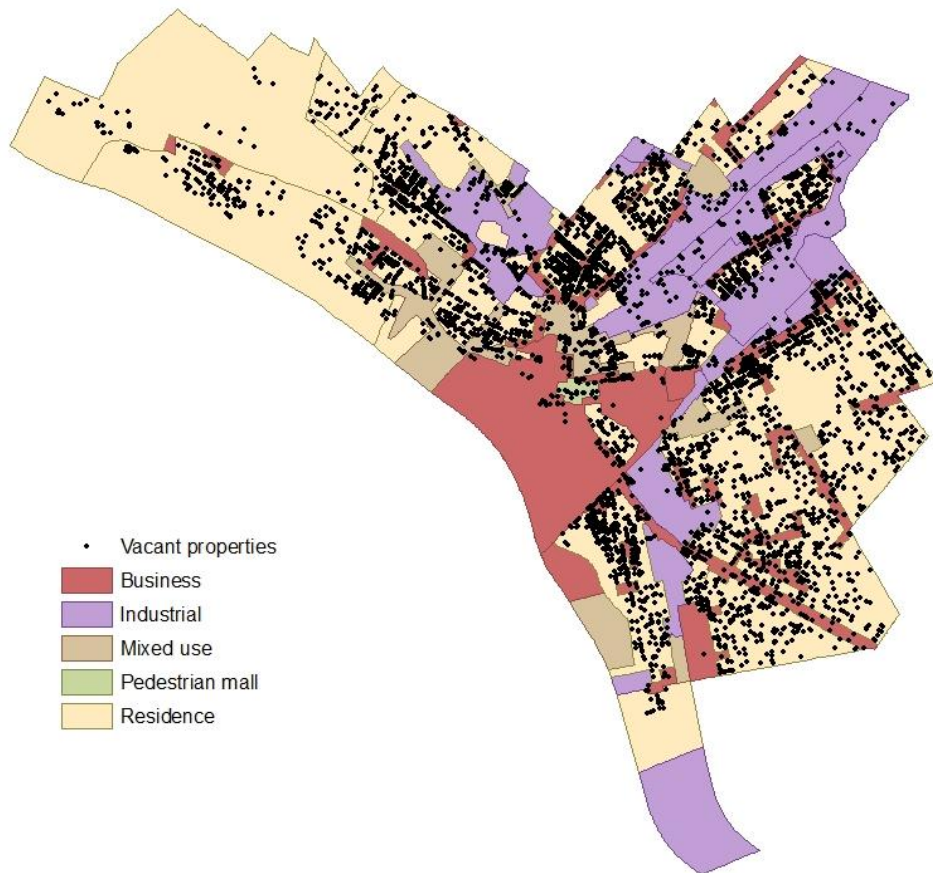 Vacant properties
Business
Industrial
Mixed use
Pedestrian mall
Residence